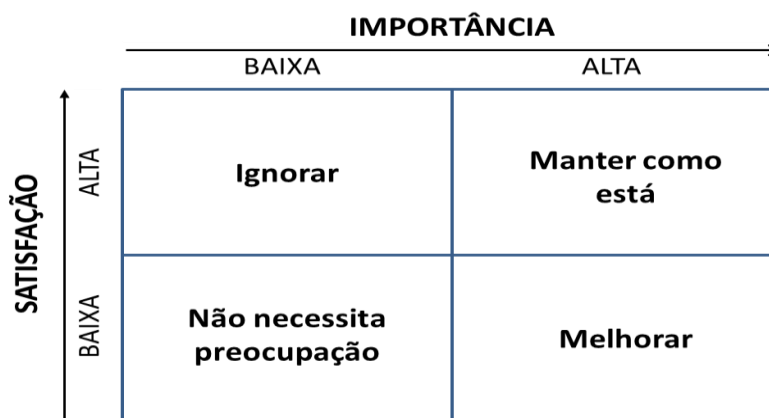 IMPORTÂNCIA
BAIXA
ALTA
SATISFAÇÃO
ALTA
Ignorar
Manter como
está
BAIXA
Não necessita
preocupação
Melhorar